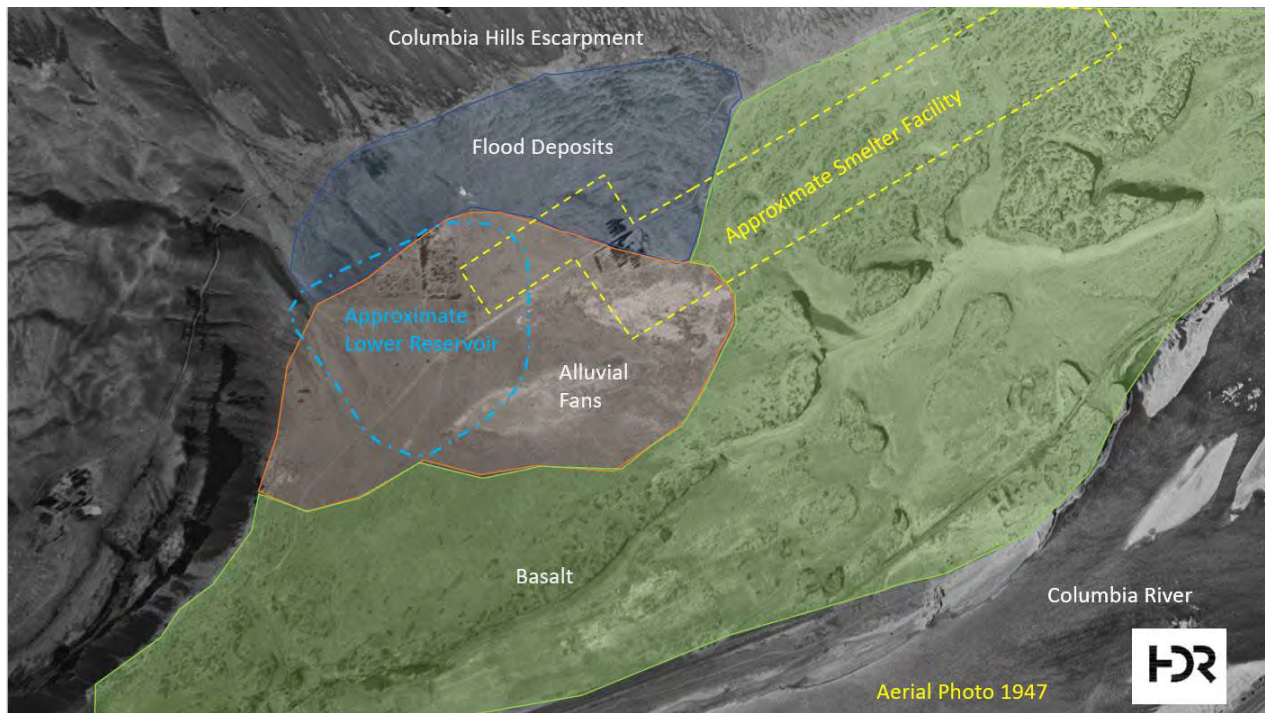 Columbia Hills Escarpment
Flood Deposits
Approximate Smelter Facility
Approximate
Lower Reservoir
Alluvial
Fans
Basalt
Columbia River
HDR
Aerial Photo 1947